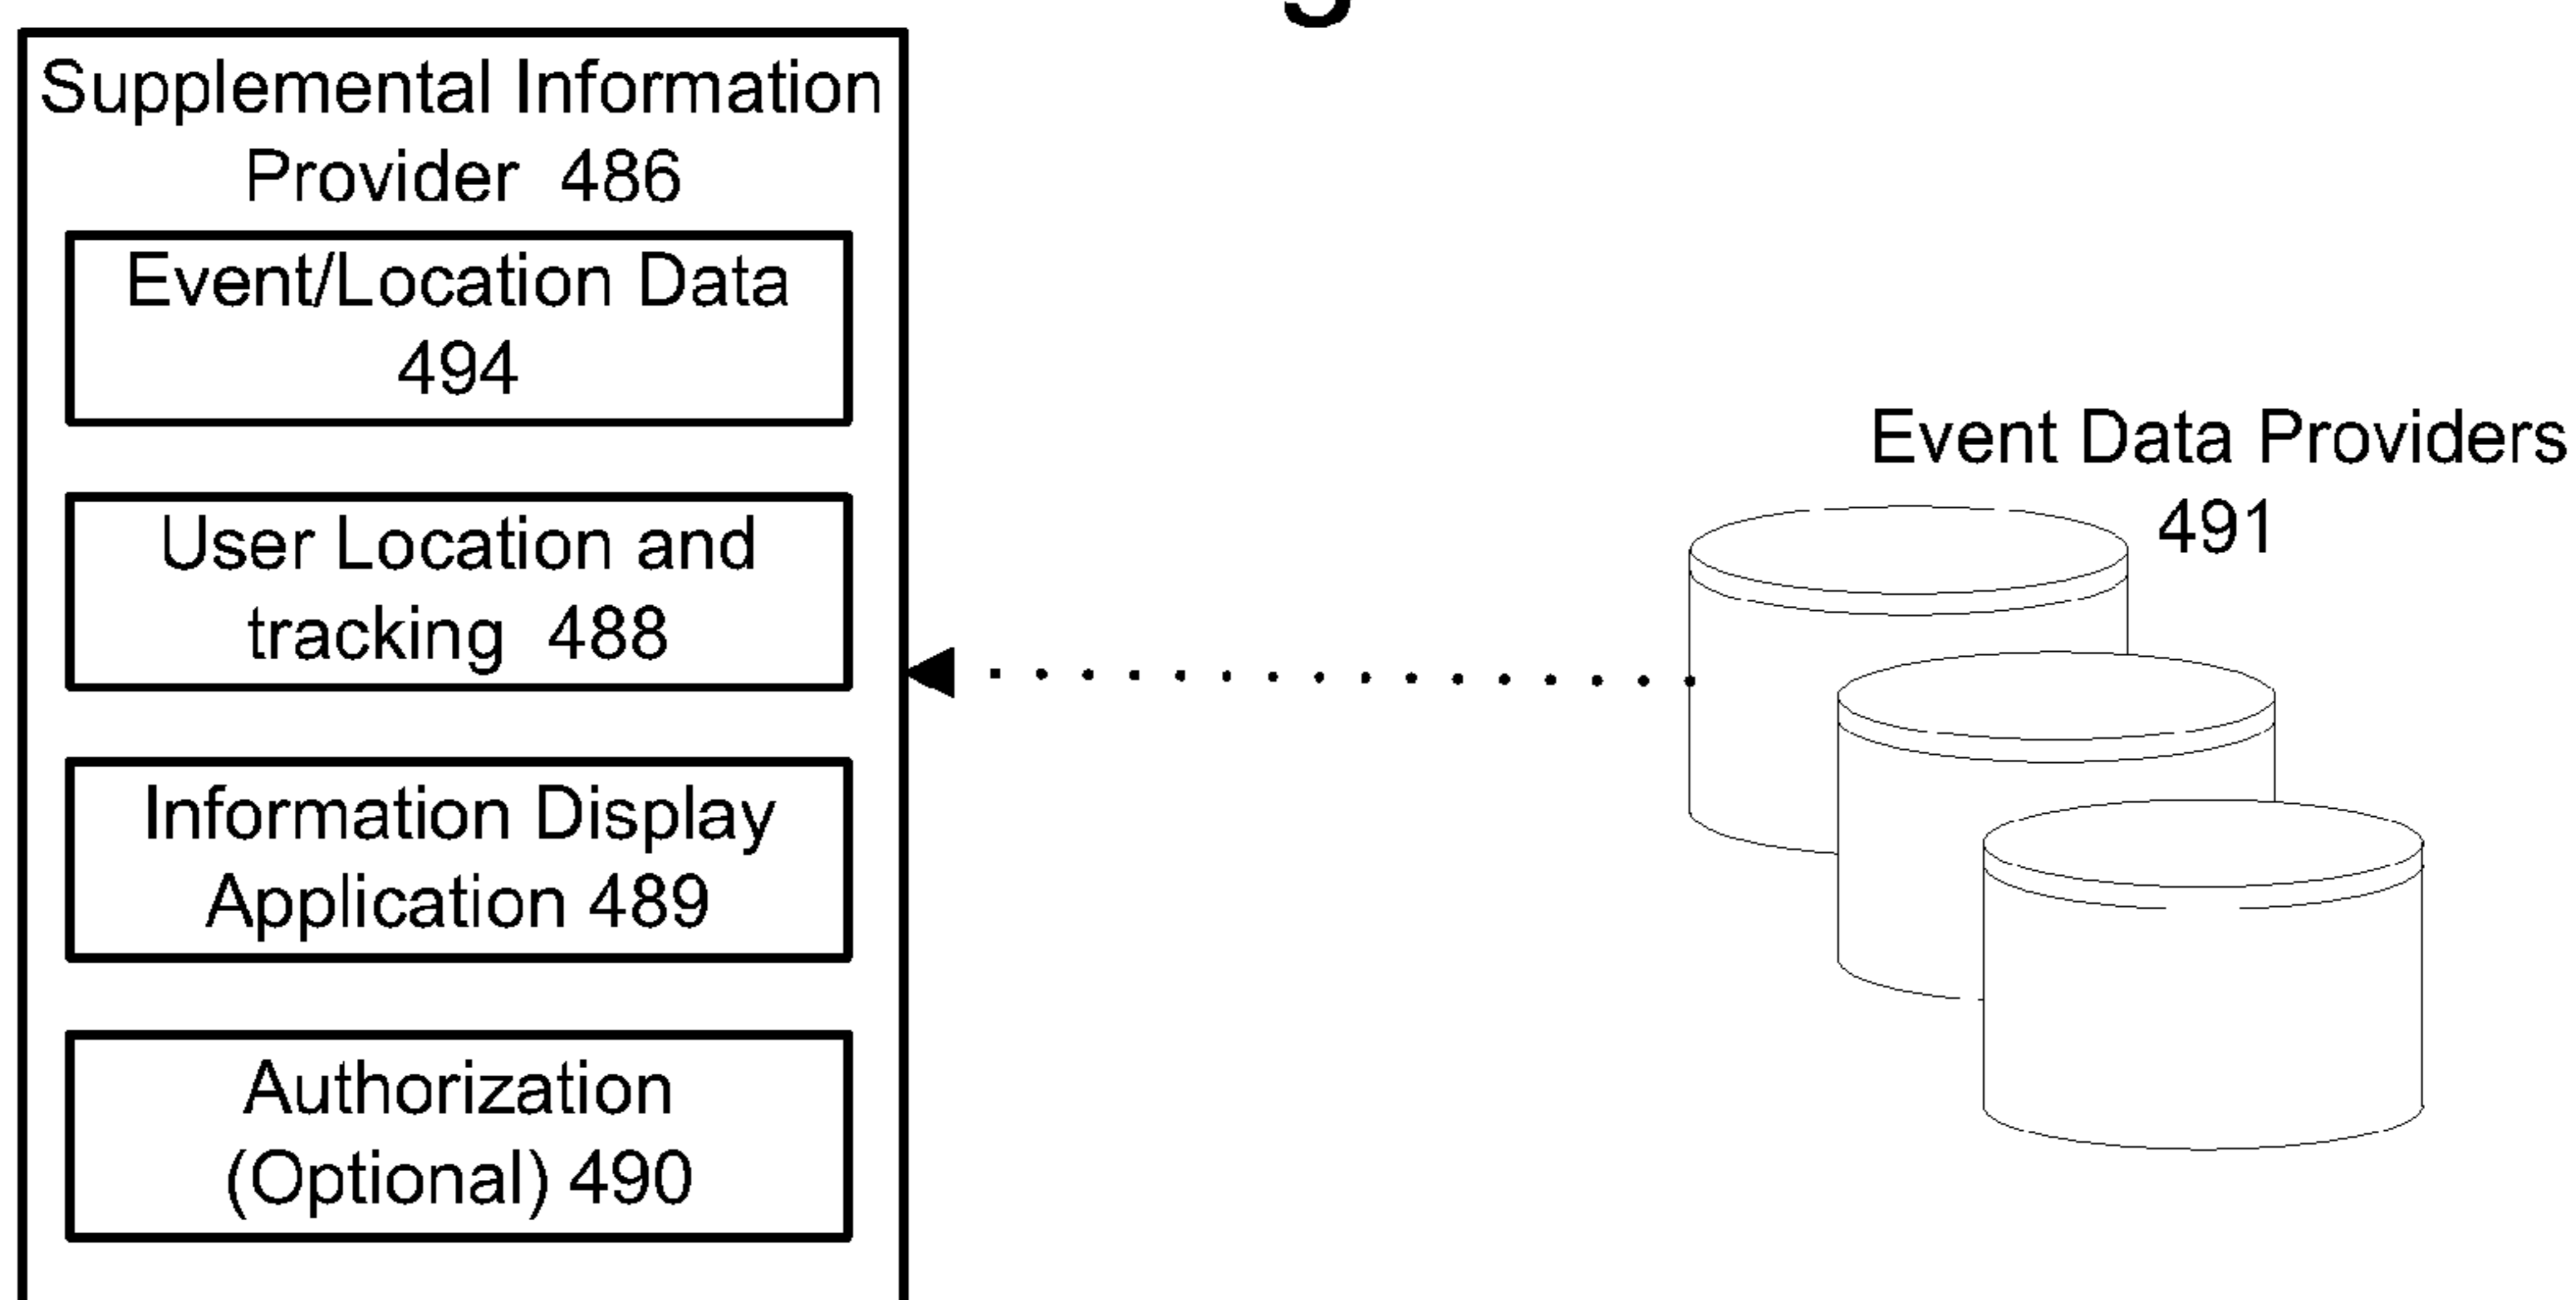 Supplemental Information
Provider 486
Event/Location Data
494
User Location and
tracking 488
Information Display
Application 489
Authorization
(Optional) 490
Event Data Providers
491